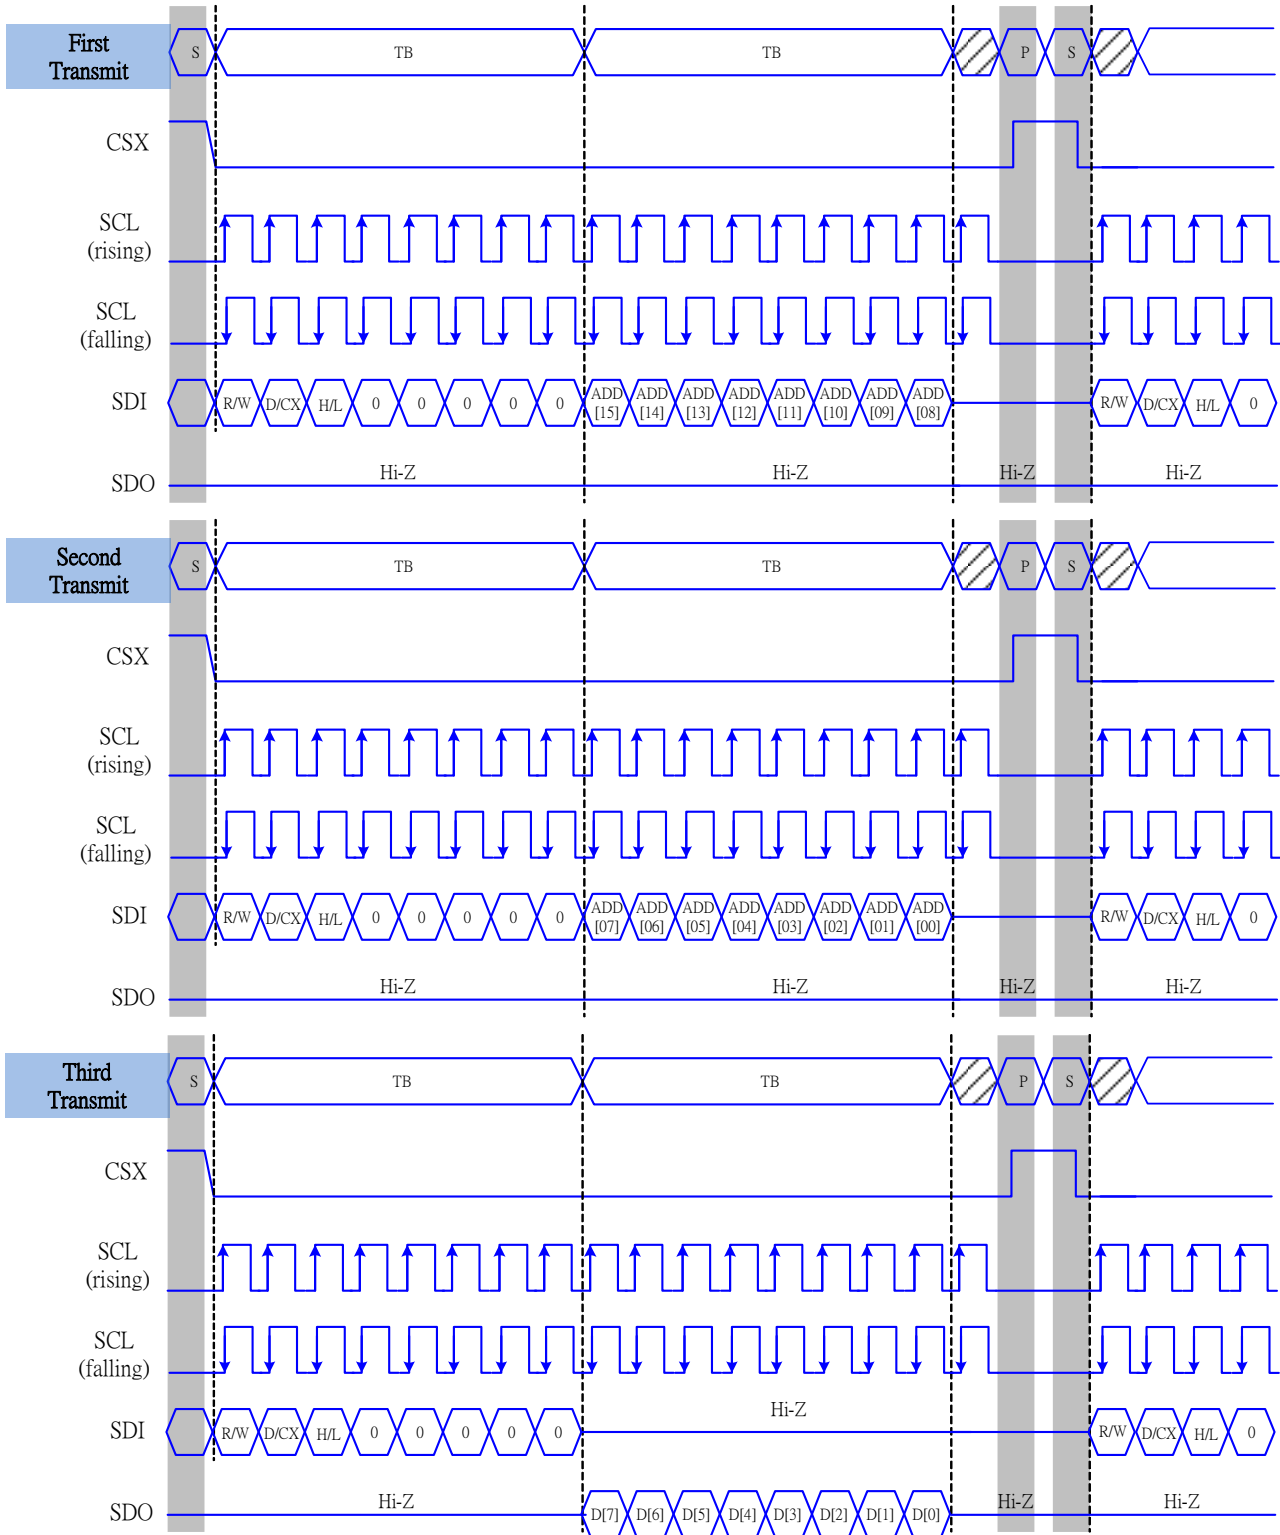 First
Transmit
S TB TB P S
CSX
SCL
(rising)
SCL
(falling)
SDI R/W D/CX H/L 0 0 0 0 0 ADD [15] ADD [14] ADD [13] ADD [12] ADD [11] ADD [10] ADD [09] ADD [08] R/W D/CX H/L 0
SDO Hi-Z Hi-Z Hi-Z Hi-Z
Second
Transmit
S TB TB P S
CSX
SCL
(rising)
SCL
(falling)
SDI R/W D/CX H/L 0 0 0 0 0 ADD [07] ADD [06] ADD [05] ADD [04] ADD [03] ADD [02] ADD [01] ADD [00] R/W D/CX H/L 0
SDO Hi-Z Hi-Z Hi-Z Hi-Z
Third
Transmit
S TB TB P S
CSX
SCL
(rising)
SCL
(falling)
SDI R/W D/CX H/L 0 0 0 0 0 Hi-Z R/W D/CX H/L 0
SDO Hi-Z D[7] D[6] D[5] D[4] D[3] D[2] D[1] D[0] Hi-Z Hi-Z